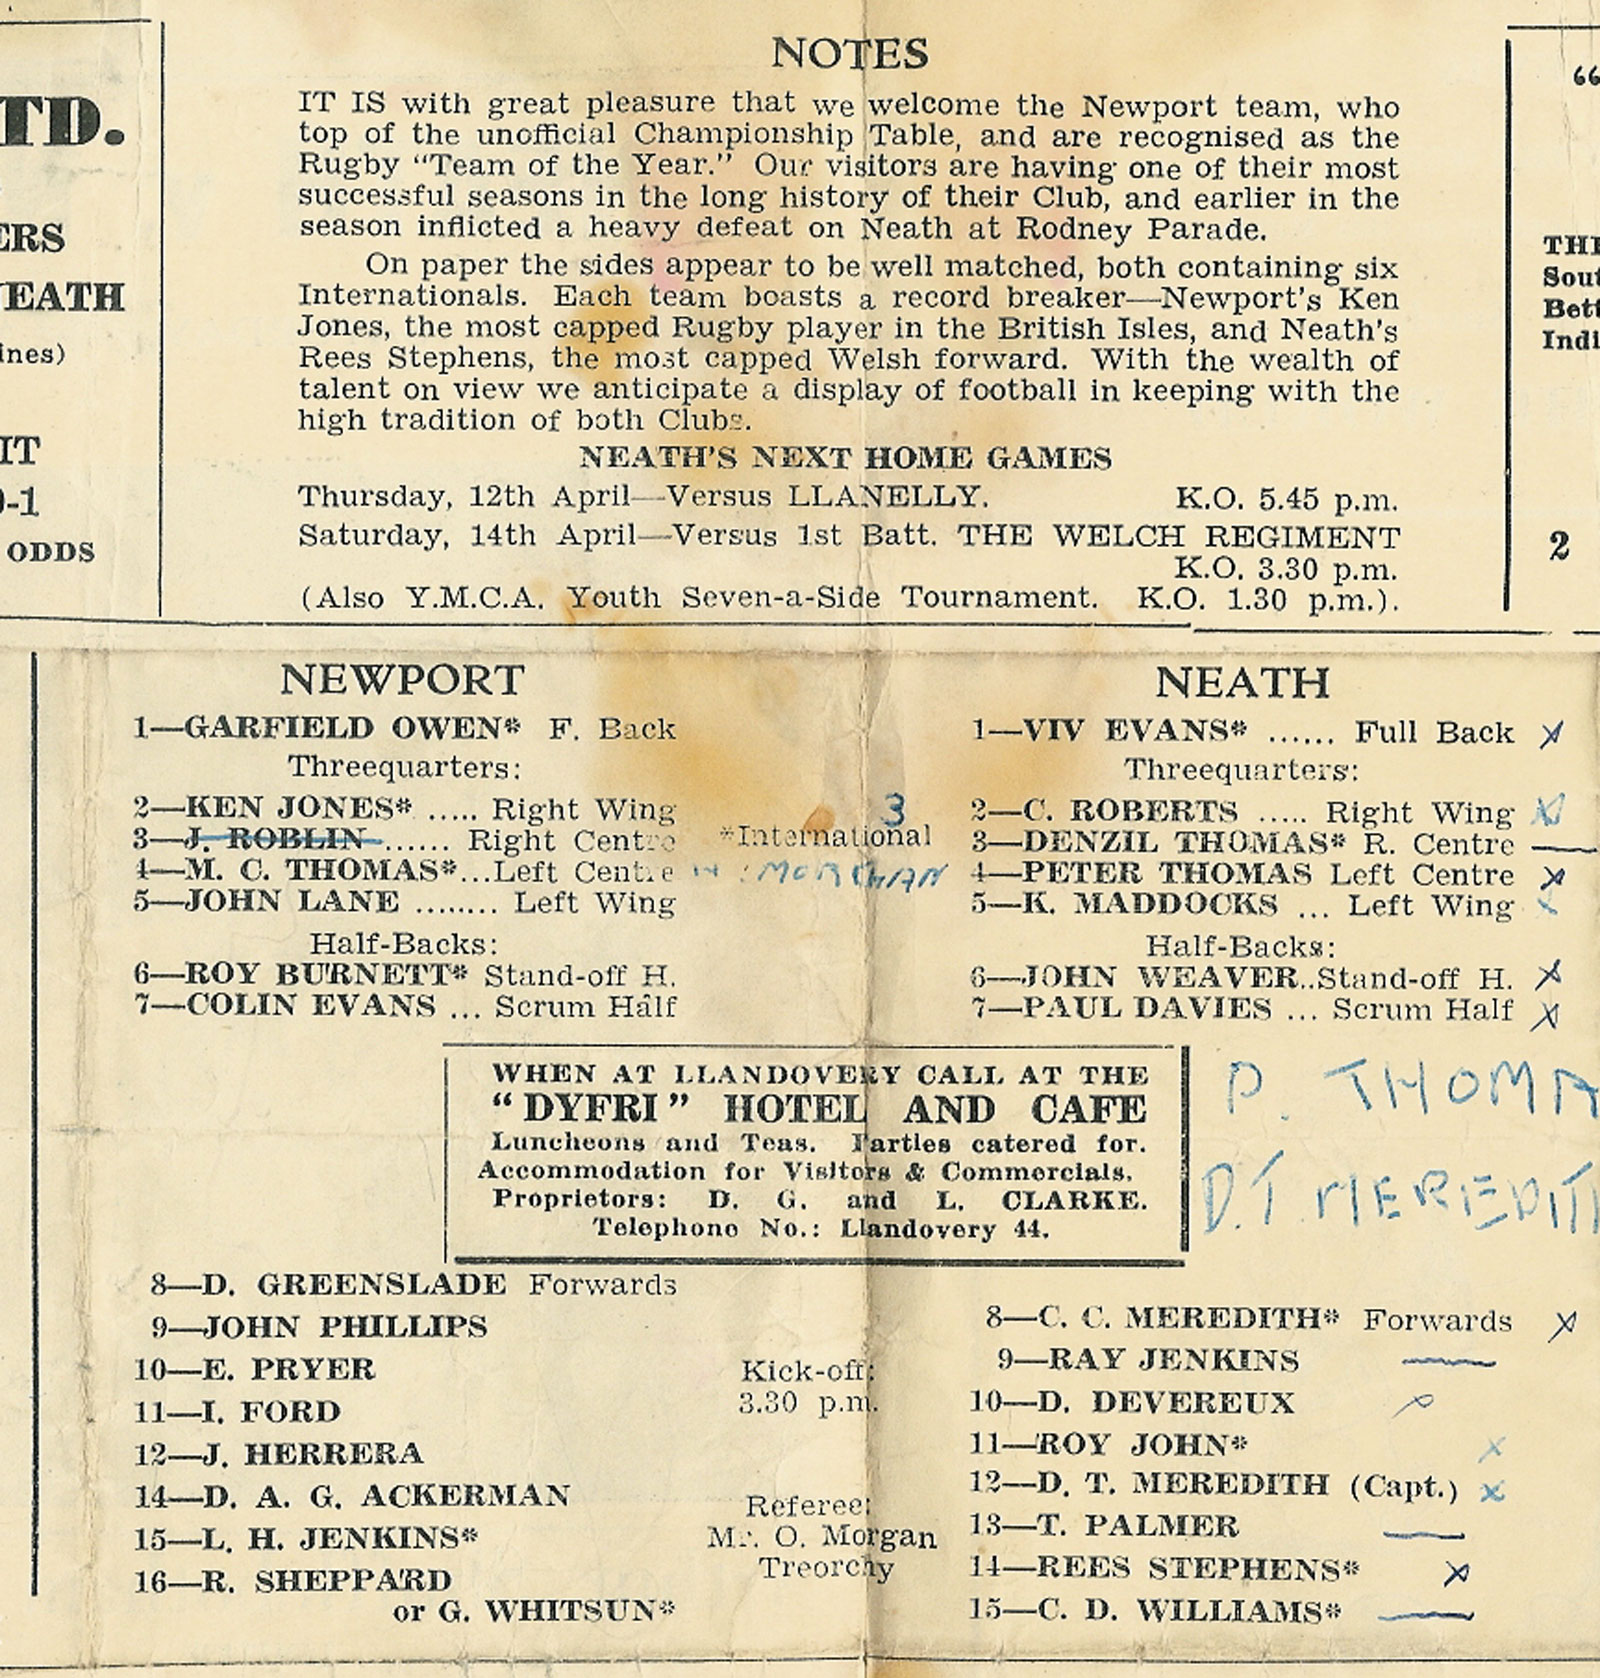 TD.
ERS
EATH
ines)
IT
-1
ODDS
NOTES
IT IS with great pleasure that we welcome the Newport team, who
top of the unofficial Championship Table, and are recognised as the
Rugby "Team of the Year." Our visitors are having one of their most
successful seasons in the long history of their Club, and earlier in the
season inflicted a heavy defeat on Neath at Rodney Parade.
On paper the sides appear to be well matched, both containing six
Internationals. Each team boasts a record breaker—Newport's Ken
Jones, the most capped Rugby player in the British Isles, and Neath's
Rees Stephens, the most capped Welsh forward. With the wealth of
talent on view we anticipate a display of football in keeping with the
high tradition of both Clubs.
NEATH'S NEXT HOME GAMES
Thursday, 12th April—Versus LLANELLY. K.O. 5.45 p.m.
Saturday, 14th April—Versus 1st Batt. THE WELCH REGIMENT
K.O. 3.30 p.m.
(Also Y.M.C.A. Youth Seven-a-Side Tournament. K.O. 1.30 p.m.).
"
THE
Sout
Bett
Indi
2
NEWPORT
1—GARFIELD OWEN* F. Back
Threequarters:
2—KEN JONES* ..... Right Wing
3—J. ROBLIN ...... Right Centre
4—M. C. THOMAS*...Left Centre
5—JOHN LANE ........ Left Wing
Half-Backs:
6—ROY BURNETT* Stand-off H.
7—COLIN EVANS ... Scrum Half
3
*International
MORGAN
NEATH
1—VIV EVANS* ...... Full Back X
Threequarters:
2—C. ROBERTS ..... Right Wing X
3—DENZIL THOMAS* R. Centre —
4—PETER THOMAS Left Centre X
5—K. MADDOCKS ... Left Wing X
Half-Backs:
6—JOHN WEAVER..Stand-off H. X
7—PAUL DAVIES ... Scrum Half X
WHEN AT LLANDOVERY CALL AT THE
"DYFRI" HOTEL AND CAFE
Luncheons and Teas. Parties catered for.
Accommodation for Visitors & Commercials.
Proprietors: D. G. and L. CLARKE.
Telephone No.: Llandovery 44.
P. THOMA
D.T MEREDITH
8—D. GREENSLADE Forwards
9—JOHN PHILLIPS
10—E. PRYER
11—I. FORD
12—J. HERRERA
14—D. A. G. ACKERMAN
15—L. H. JENKINS*
16—R. SHEPPARD
or G. WHITSUN*
Kick-off:
3.30 p.m.
Referee:
Mr. O. Morgan
Treorchy
8—C. C. MEREDITH* Forwards X
9—RAY JENKINS —
10—D. DEVEREUX
11—ROY JOHN* X
12—D. T. MEREDITH (Capt.) X
13—T. PALMER —
14—REES STEPHENS* X
15—C. D. WILLIAMS* —